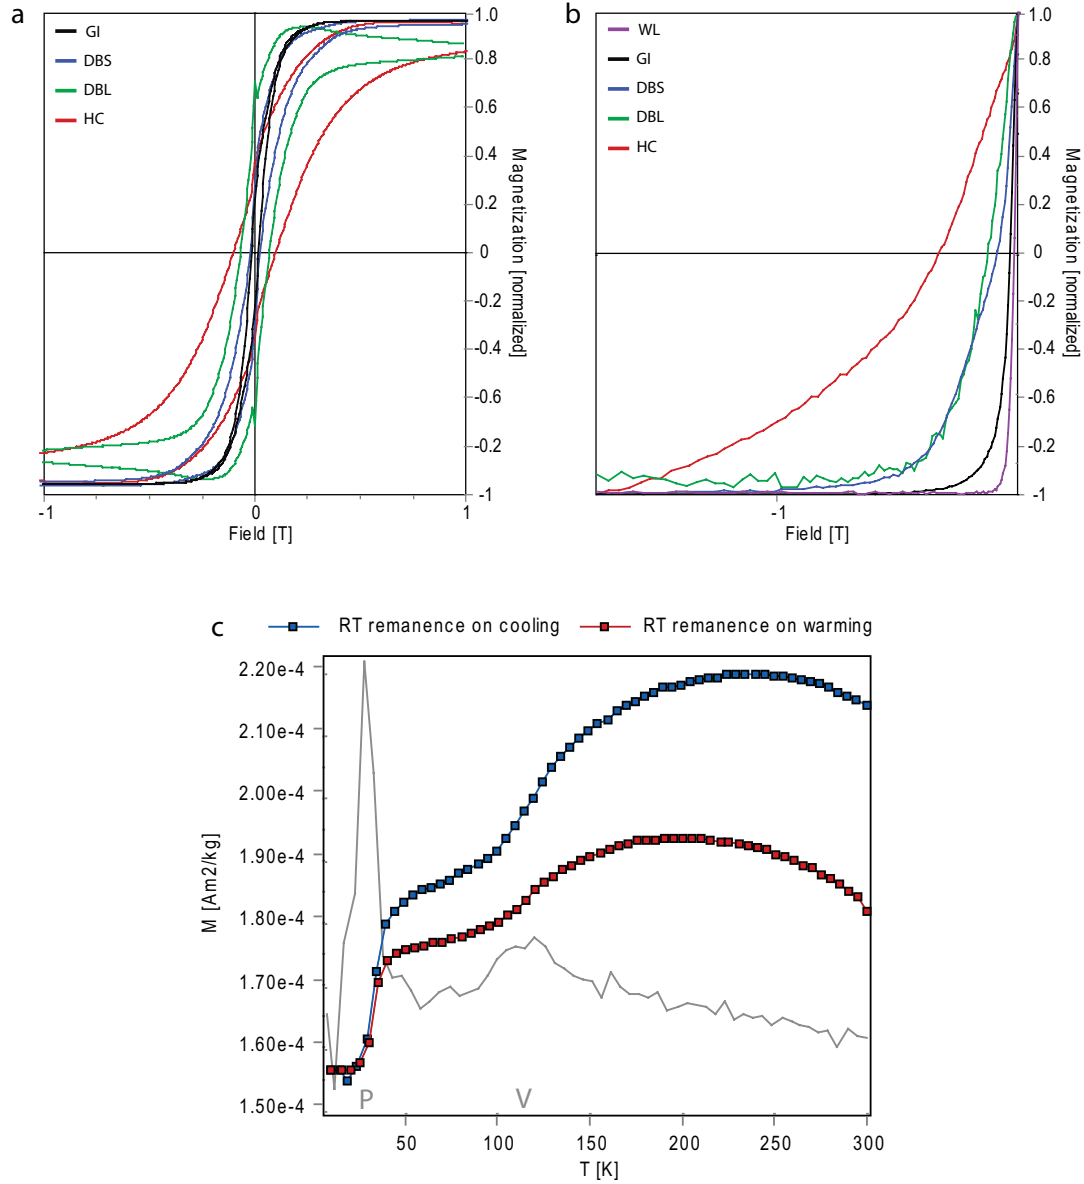 a
GI
DBS
DBL
HC
1.0
0.8
0.6
0.4
0.2
0
-0.2
-0.4
-0.6
-0.2
-1
Magnetization [normalized]
-1
0
1
Field [T]
b
WL
GI
DBS
DBL
HC
1.0
0.8
0.6
0.4
0.2
0
-0.2
-0.4
-0.6
-0.2
-1
Magnetization [normalized]
-1
Field [T]
c
RT remanence on cooling
RT remanence on warming
2.20e-4
2.10e-4
2.00e-4
1.90e-4
1.80e-4
1.70e-4
1.60e-4
1.50e-4
M [Am2/kg]
P
V
50
100
150
200
250
300
T [K]